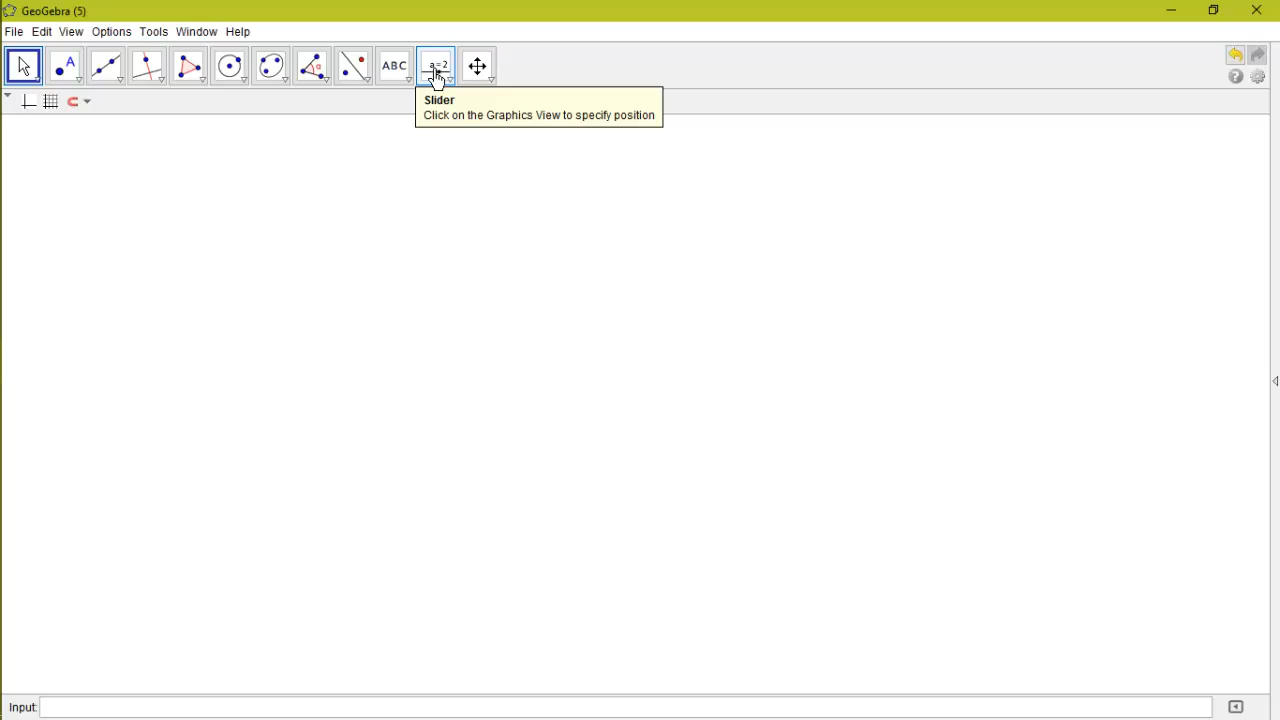 GeoGebra (5)
File Edit View Options Tools Window Help
A
α
ABC
a = 2
Slider
Click on the Graphics View to specify position
Input: